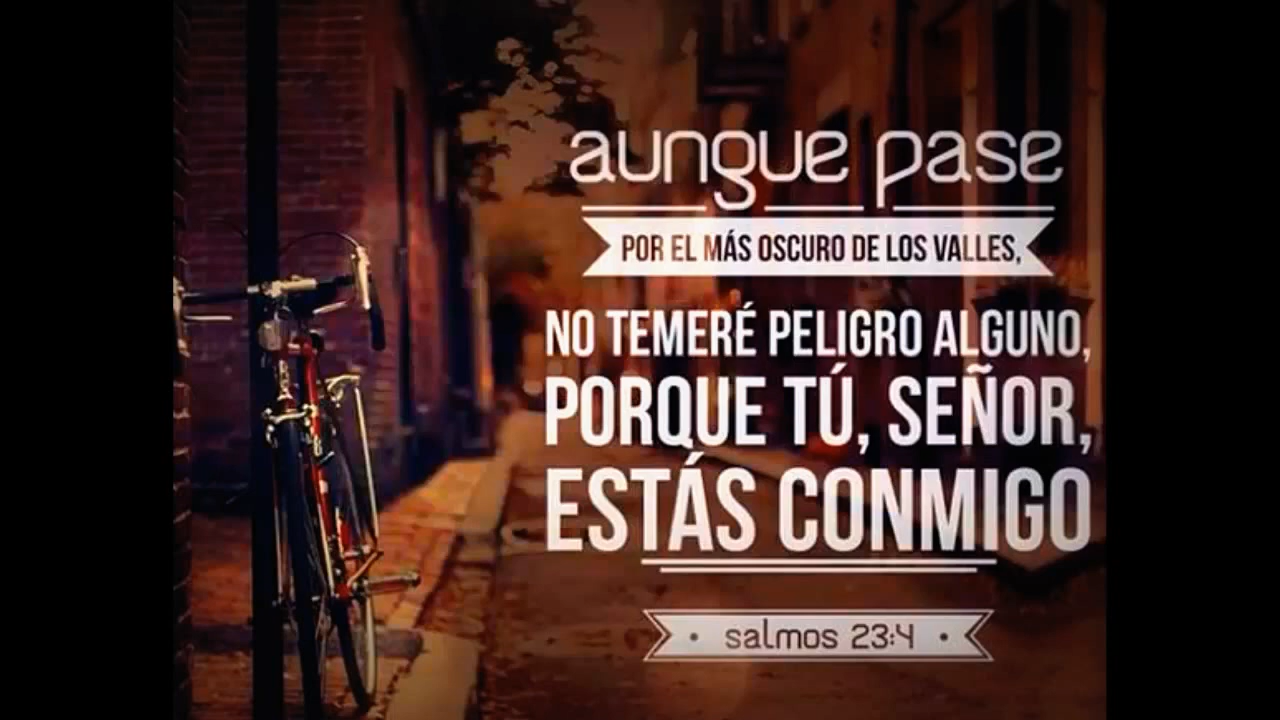 aunque pase
POR EL MÁS OSCURO DE LOS VALLES,
NO TEMERÉ PELIGRO ALGUNO,
PORQUE TÚ, SEÑOR,
ESTÁS CONMIGO
salmos 23:4